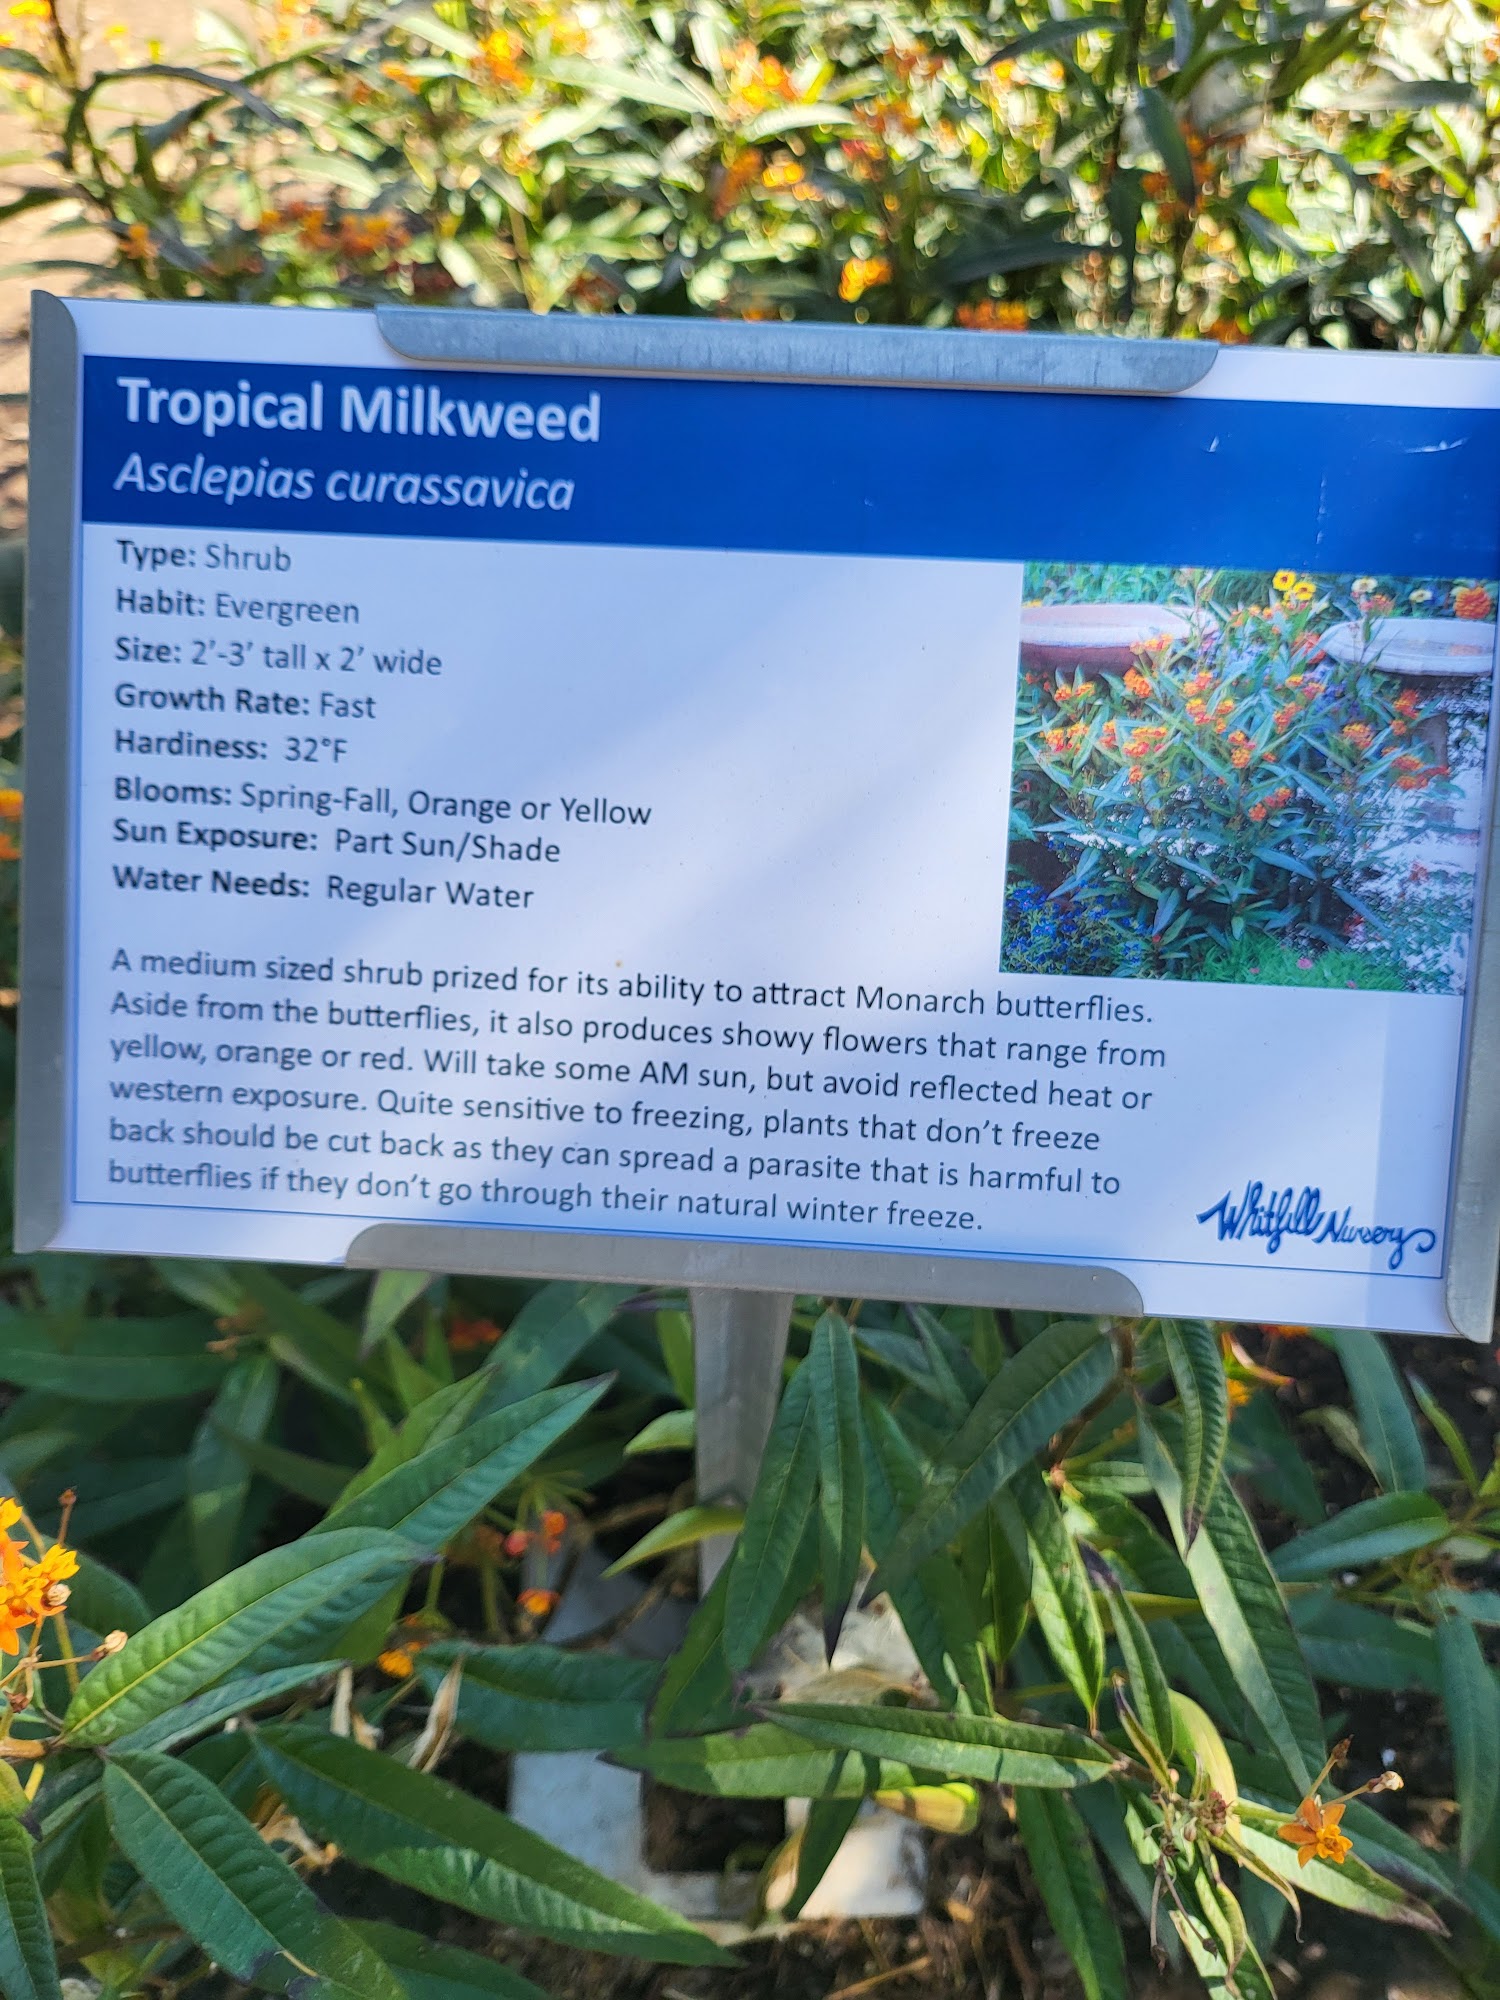 Tropical Milkweed
Asclepias curassavica
Type: Shrub
Habit: Evergreen
Size: 2’-3’ tall x 2’ wide
Growth Rate: Fast
Hardiness: 32°F
Blooms: Spring-Fall, Orange or Yellow
Sun Exposure: Part Sun/Shade
Water Needs: Regular Water
A medium sized shrub prized for its ability to attract Monarch butterflies.
Aside from the butterflies, it also produces showy flowers that range from
yellow, orange or red. Will take some AM sun, but avoid reflected heat or
western exposure. Quite sensitive to freezing, plants that don’t freeze
back should be cut back as they can spread a parasite that is harmful to
butterflies if they don’t go through their natural winter freeze.
Whitfill Nursery